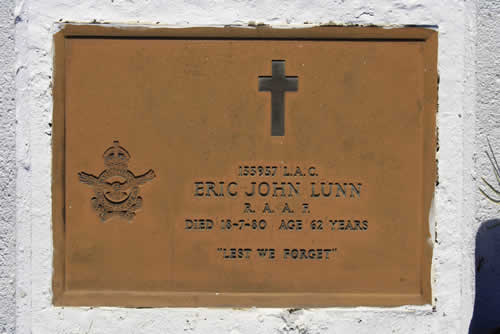 155957 L.A.C.
ERIC JOHN LUNN
R. A. A. F.
DIED 18-7-80 AGE 62 YEARS
"LEST WE FORGET"